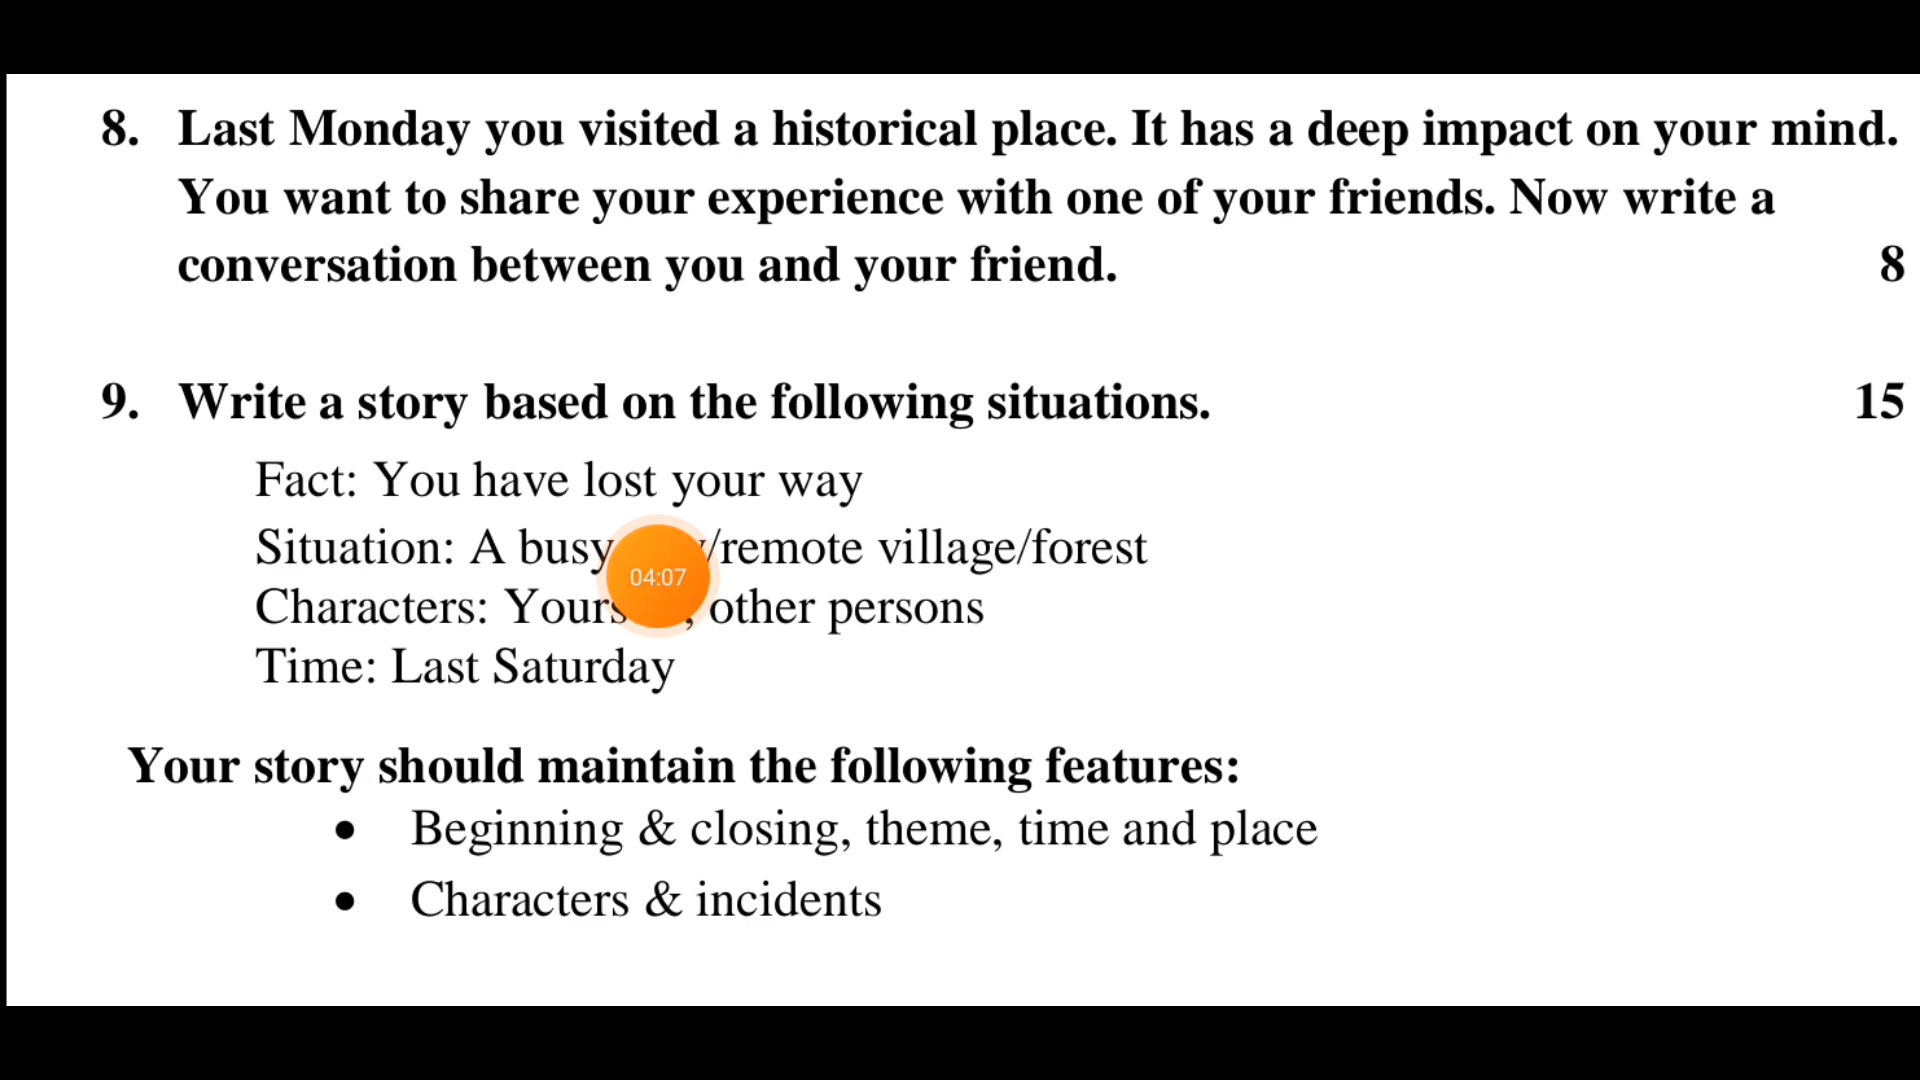 8. Last Monday you visited a historical place. It has a deep impact on your mind.
You want to share your experience with one of your friends. Now write a
conversation between you and your friend. 8
9. Write a story based on the following situations. 15
Fact: You have lost your way
Situation: A busy /remote village/forest
Characters: , other persons
04:07
Time: Last Saturday
Your story should maintain the following features:
• Beginning & closing, theme, time and place
• Characters & incidents